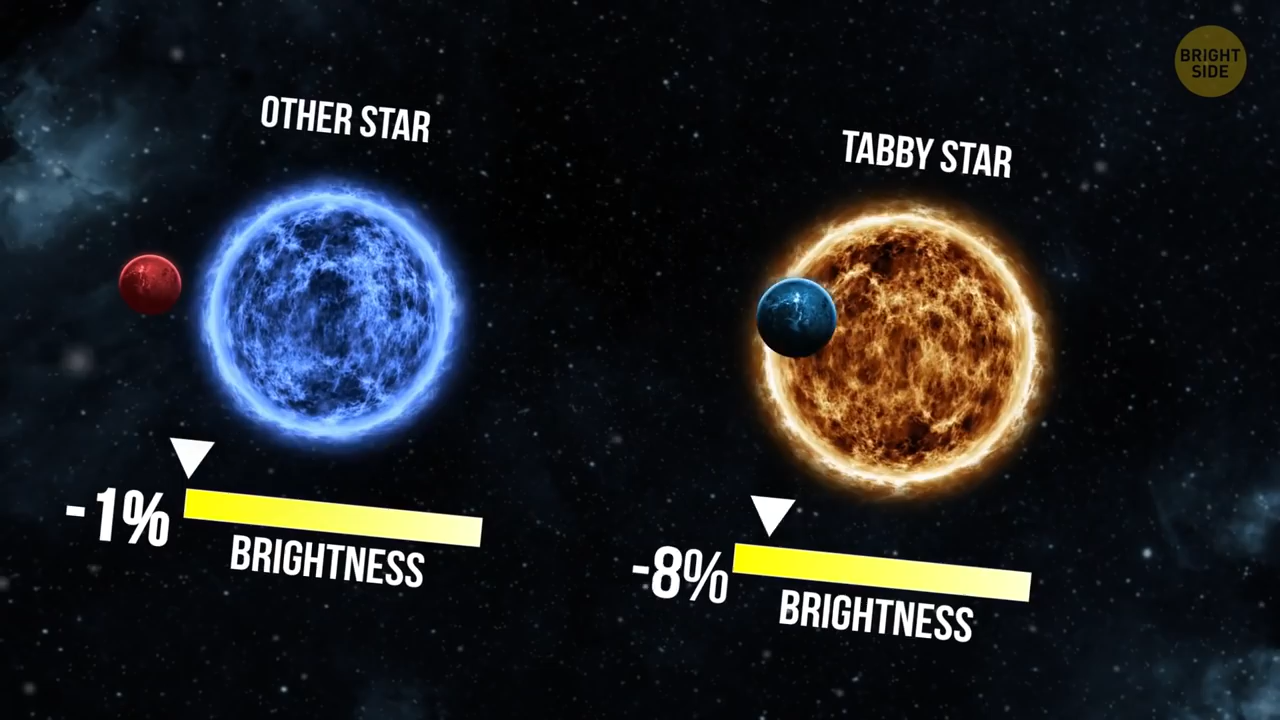 BRIGHT
SIDE
OTHER STAR
TABBY STAR
-1%
BRIGHTNESS
-8%
BRIGHTNESS